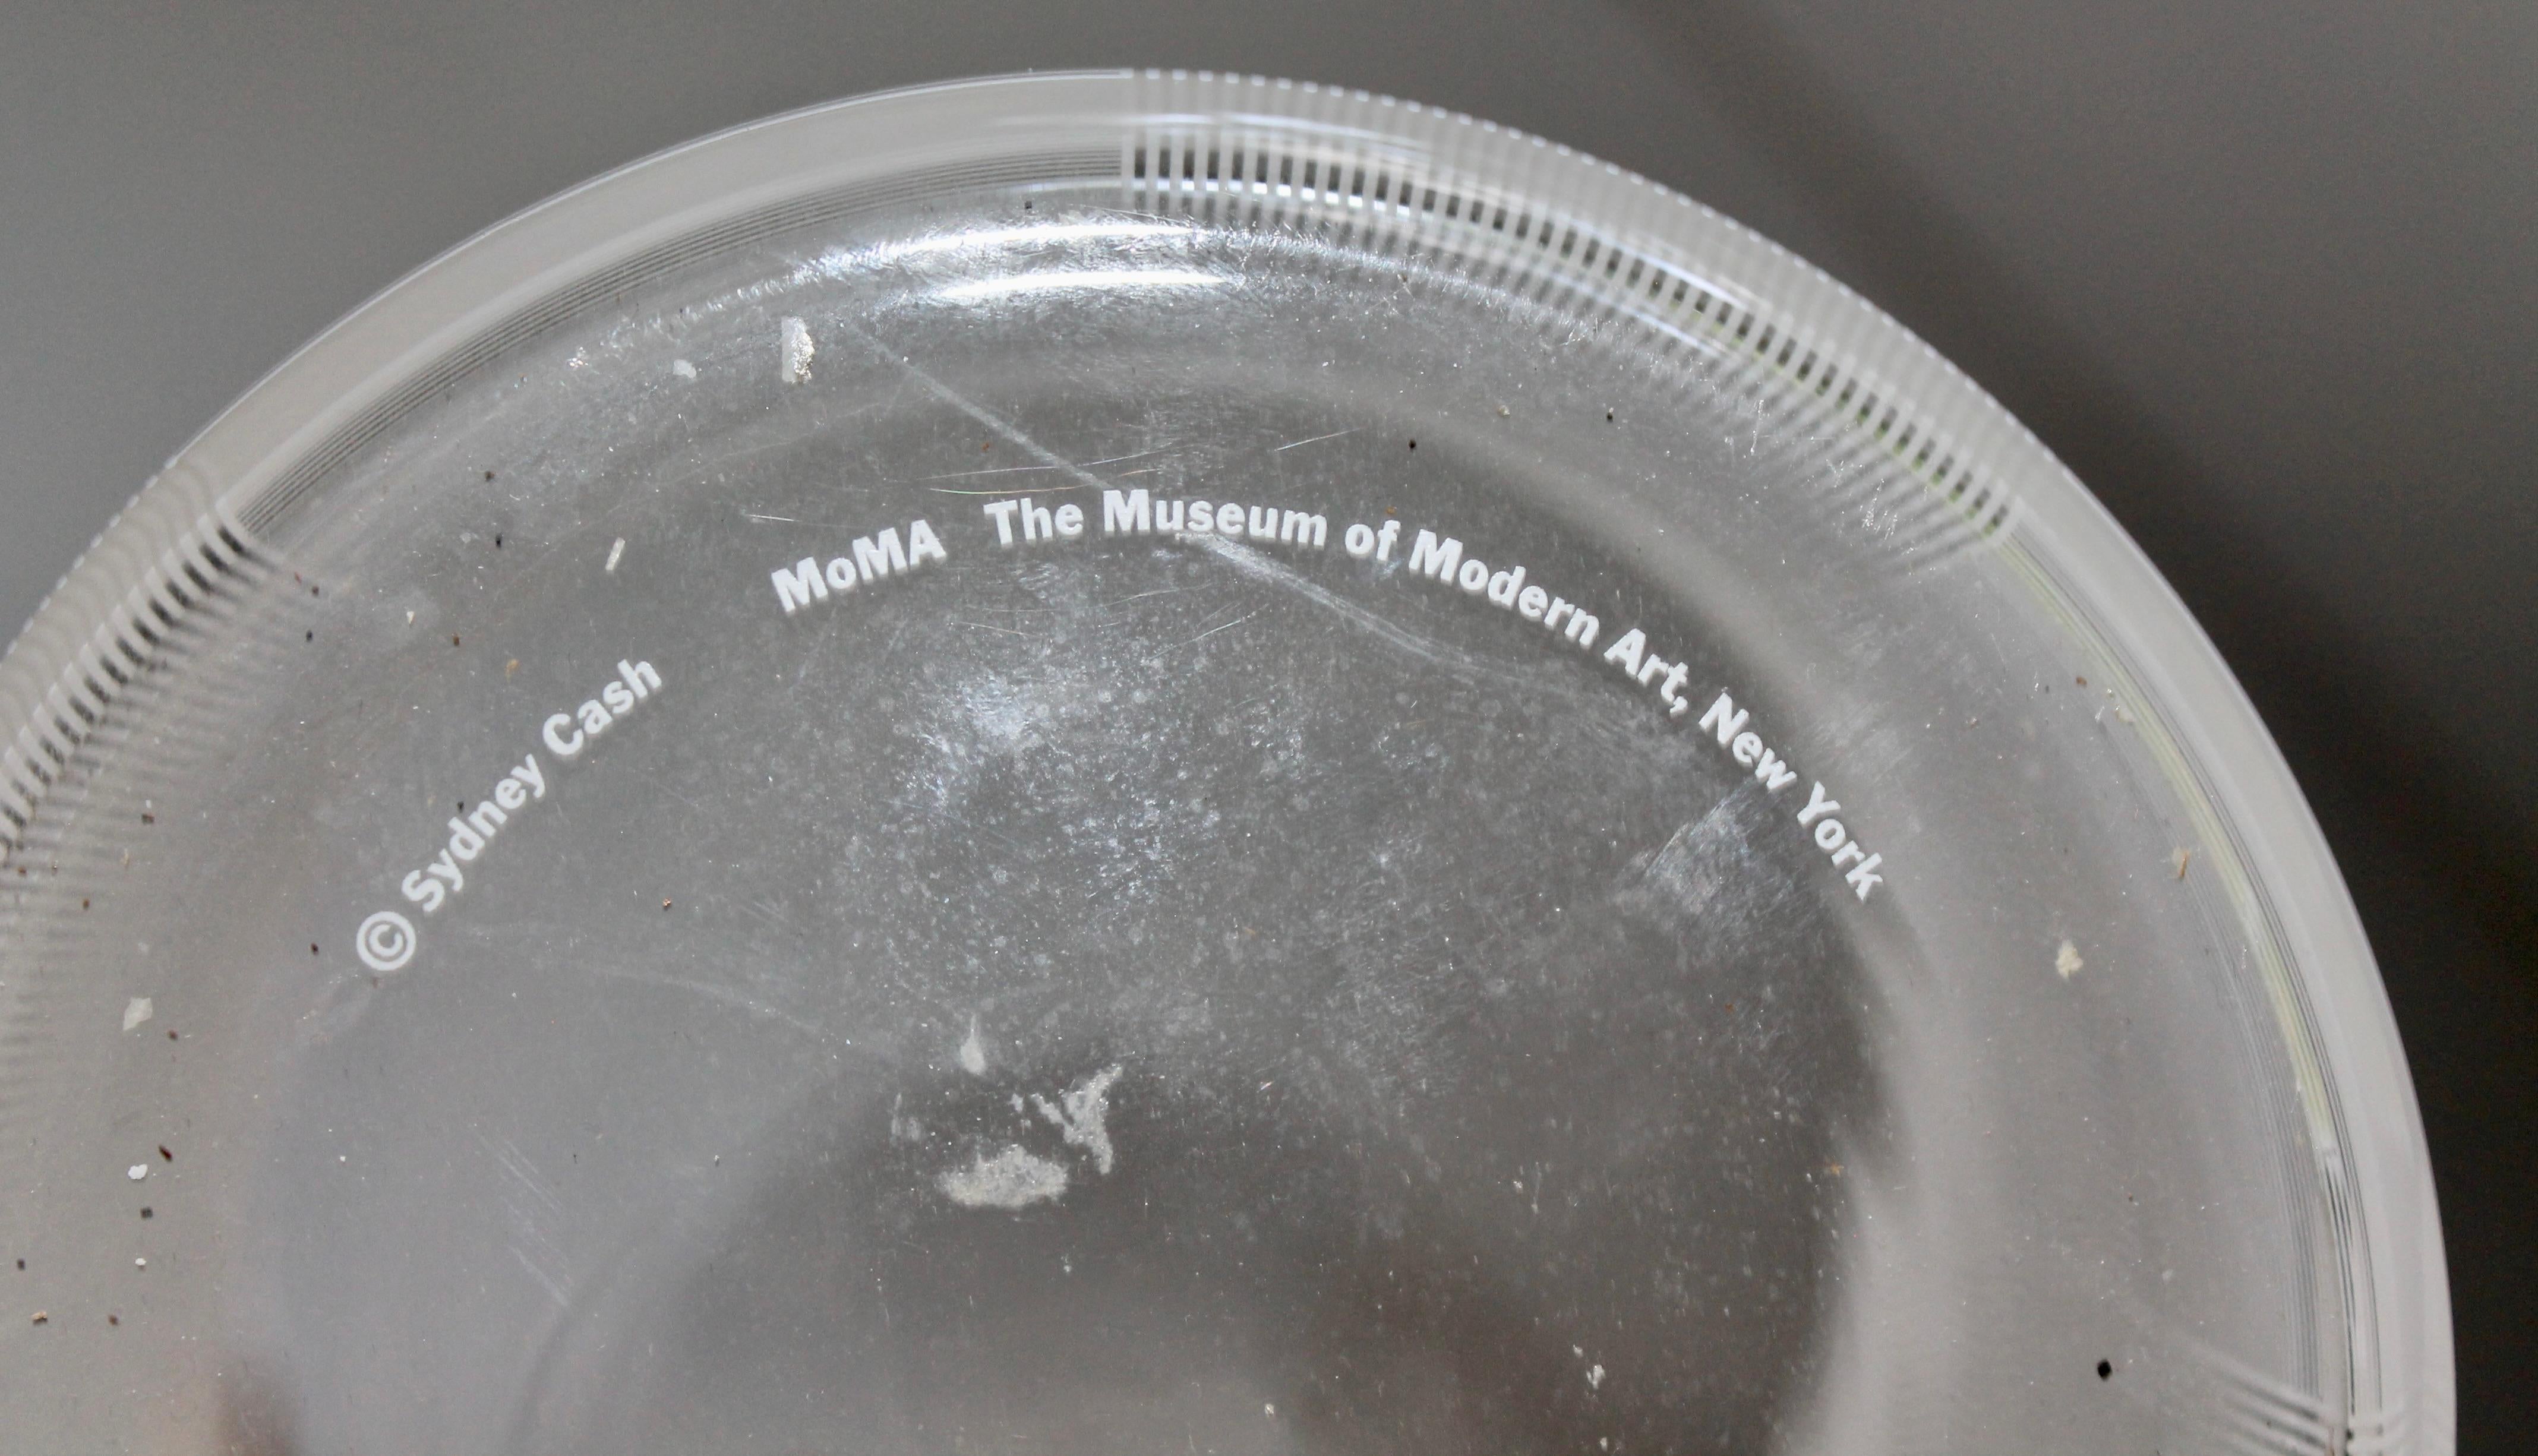 © Sydney Cash MoMA The Museum of Modern Art, New York